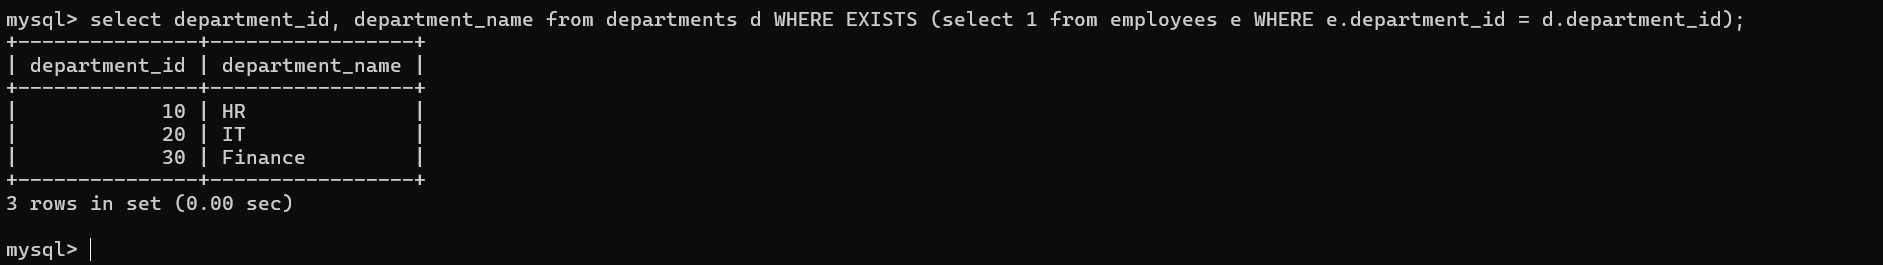 mysql> select department_id, department_name from departments d WHERE EXISTS (select 1 from employees e WHERE e.department_id = d.department_id);
+---------------+-----------------+
| department_id | department_name |
+---------------+-----------------+
|            10 | HR              |
|            20 | IT              |
|            30 | Finance         |
+---------------+-----------------+
3 rows in set (0.00 sec)
mysql>